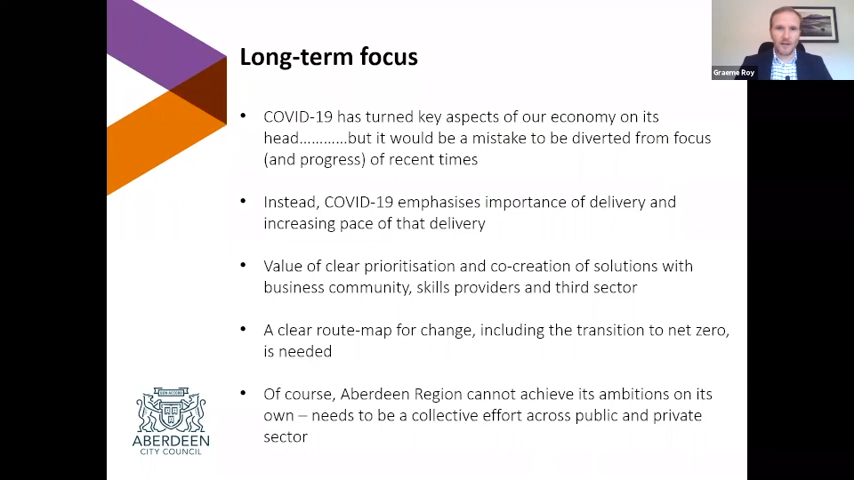 Graeme Roy
Long-term focus
• COVID-19 has turned key aspects of our economy on its
head............but it would be a mistake to be diverted from focus
(and progress) of recent times
• Instead, COVID-19 emphasises importance of delivery and
increasing pace of that delivery
• Value of clear prioritisation and co-creation of solutions with
business community, skills providers and third sector
• A clear route-map for change, including the transition to net zero,
is needed
• Of course, Aberdeen Region cannot achieve its ambitions on its
own – needs to be a collective effort across public and private
sector
ABERDEEN
CITY COUNCIL